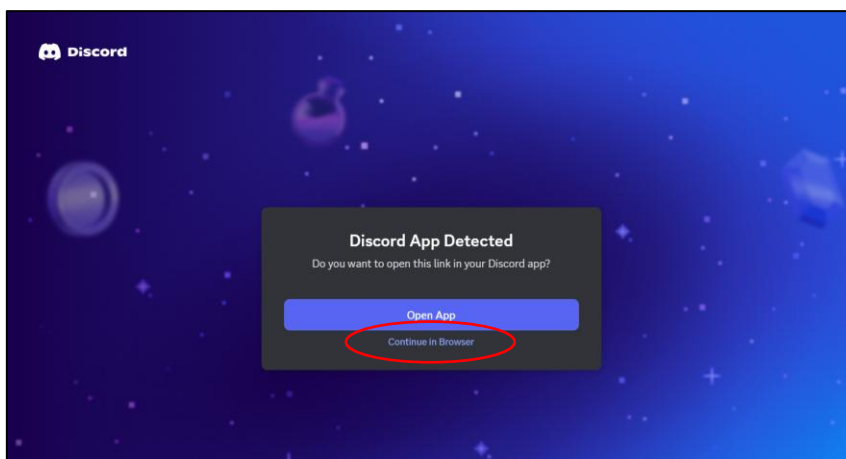 Discord
Discord App Detected
Do you want to open this link in your Discord app?
Open App
Continue in Browser